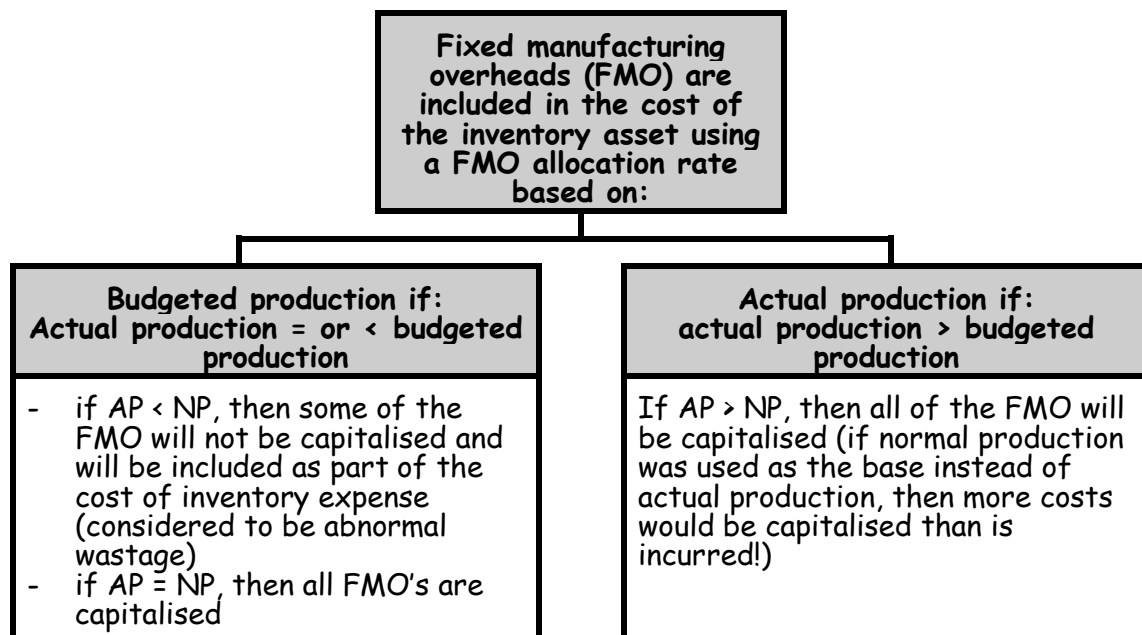 Fixed manufacturing
overheads (FMO) are
included in the cost of
the inventory asset using
a FMO allocation rate
based on:
Budgeted production if:
Actual production = or < budgeted
production
- if AP < NP, then some of the
FMO will not be capitalised and
will be included as part of the
cost of inventory expense
(considered to be abnormal
wastage)
- if AP = NP, then all FMO’s are
capitalised
Actual production if:
actual production > budgeted
production
If AP > NP, then all of the FMO will
be capitalised (if normal production
was used as the base instead of
actual production, then more costs
would be capitalised than is
incurred!)